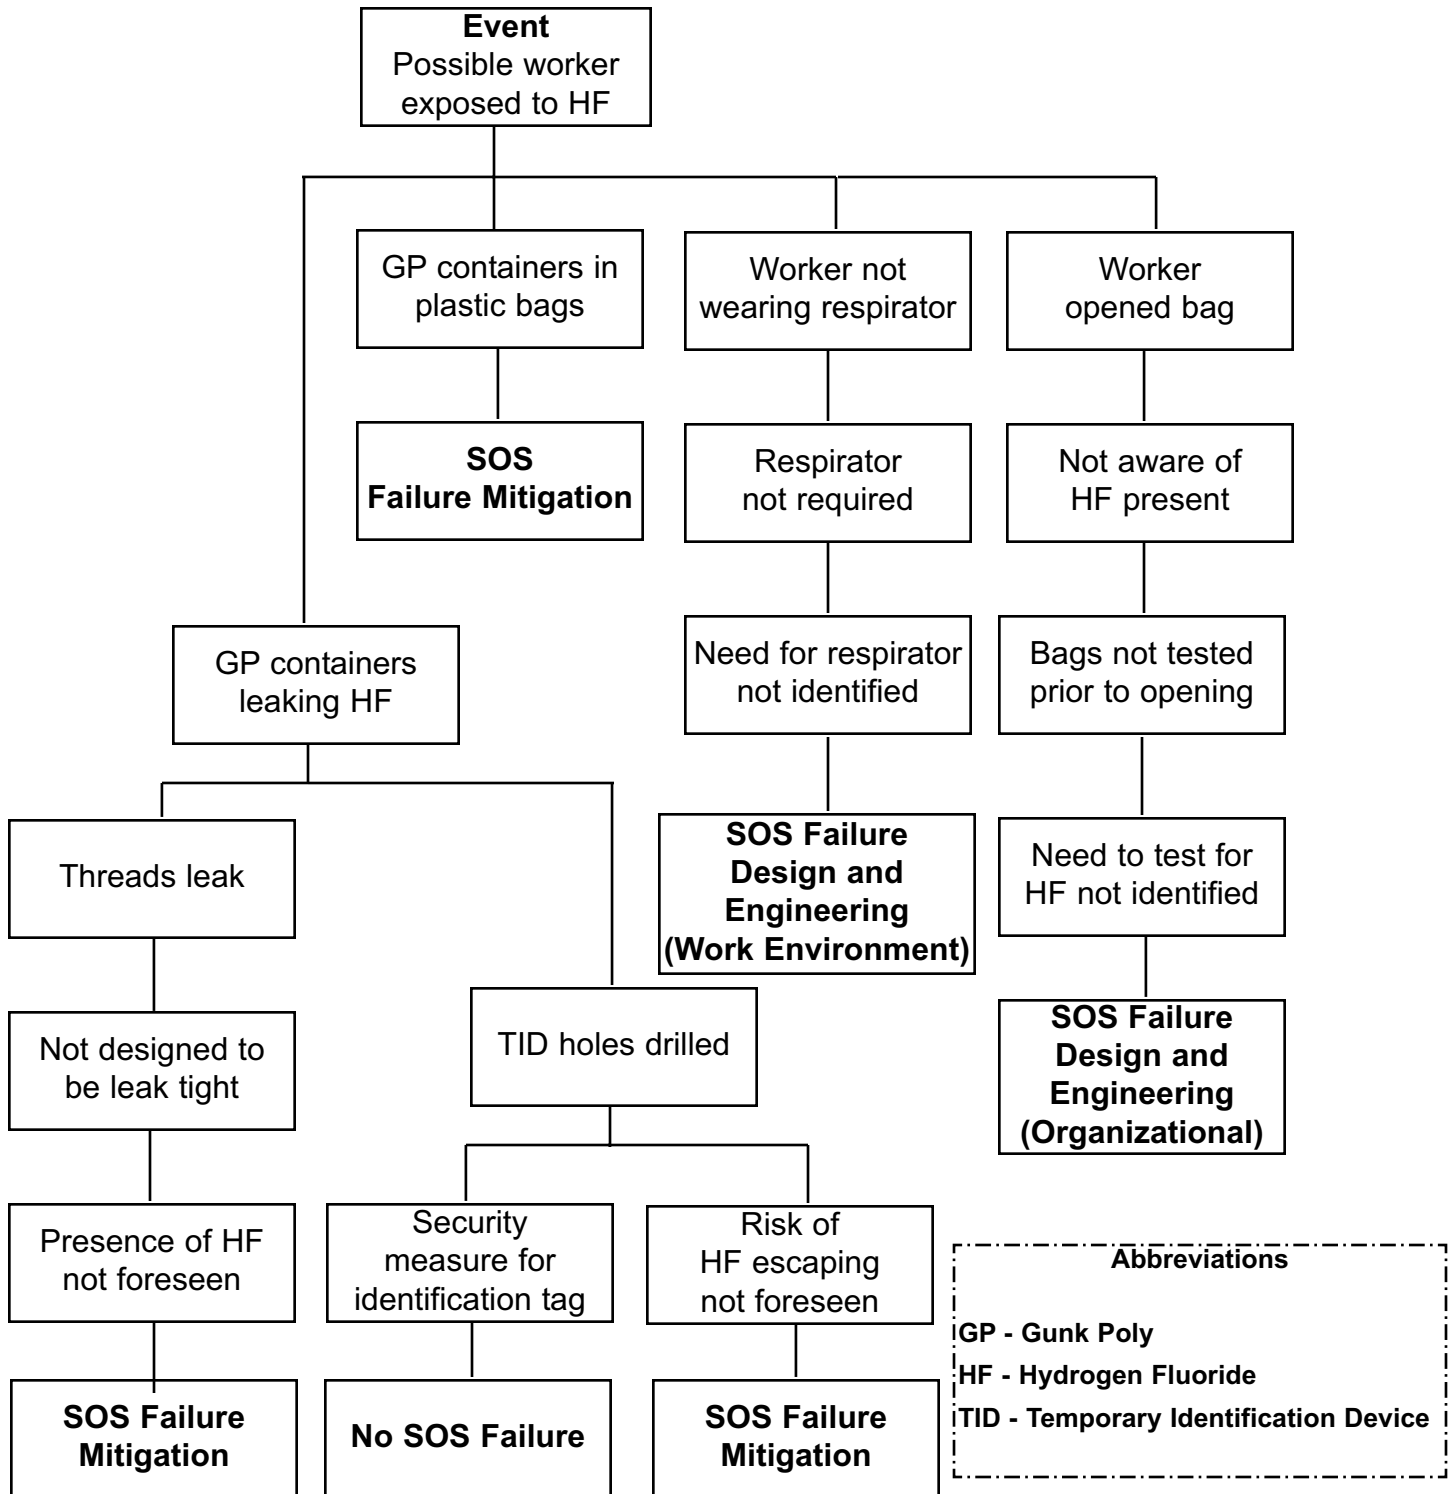 Event
Possible worker
exposed to HF
GP containers in
plastic bags
Worker not
wearing respirator
Worker
opened bag
SOS
Failure Mitigation
Respirator
not required
Not aware of
HF present
GP containers
leaking HF
Need for respirator
not identified
Bags not tested
prior to opening
Threads leak
SOS Failure
Design and
Engineering
(Work Environment)
Need to test for
HF not identified
Not designed to
be leak tight
TID holes drilled
SOS Failure
Design and
Engineering
(Organizational)
Presence of HF
not foreseen
Security
measure for
identification tag
Risk of
HF escaping
not foreseen
SOS Failure
Mitigation
No SOS Failure
SOS Failure
Mitigation
Abbreviations
GP - Gunk Poly
HF - Hydrogen Fluoride
TID - Temporary Identification Device